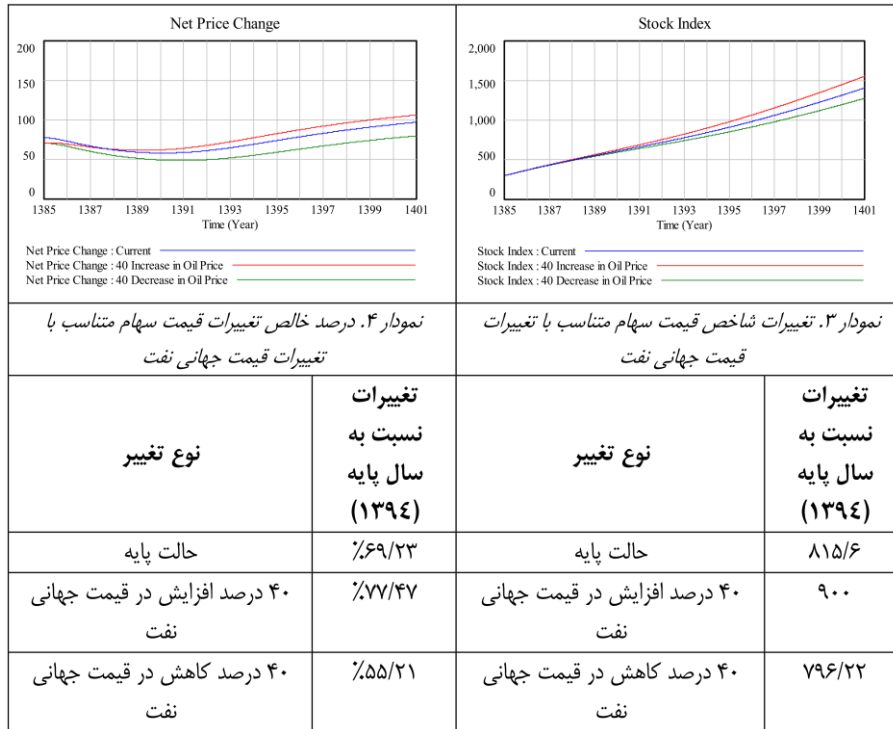 Net Price Change
200
150
100
50
0
1385 1387 1389 1391 1393 1395 1397 1399 1401
Time (Year)
Net Price Change : Current
Net Price Change : 40 Increase in Oil Price
Net Price Change : 40 Decrease in Oil Price
Stock Index
2,000
1,500
1,000
500
0
1385 1387 1389 1391 1393 1395 1397 1399 1401
Time (Year)
Stock Index : Current
Stock Index : 40 Increase in Oil Price
Stock Index : 40 Decrease in Oil Price
نمودار ۳. تغییرات شاخص قیمت سهام متناسب با تغییرات
قیمت جهانی نفت
نمودار ۴. درصد خالص تغییرات قیمت سهام متناسب با
تغییرات قیمت جهانی نفت
تغییرات
نسبت به
سال پایه
(١٣٩٤)
نوع تغییر
تغییرات
نسبت به
سال پایه
(١٣٩٤)
نوع تغییر
۸۱۵/۶
حالت پایه
٪۶۹/۲۳
حالت پایه
۹۰۰
۴۰ درصد افزایش در قیمت جهانی
نفت
٪۷۷/۴۷
۴۰ درصد افزایش در قیمت جهانی
نفت
۷۹۶/۲۲
۴۰ درصد کاهش در قیمت جهانی
نفت
٪۵۵/۲۱
۴۰ درصد کاهش در قیمت جهانی
نفت